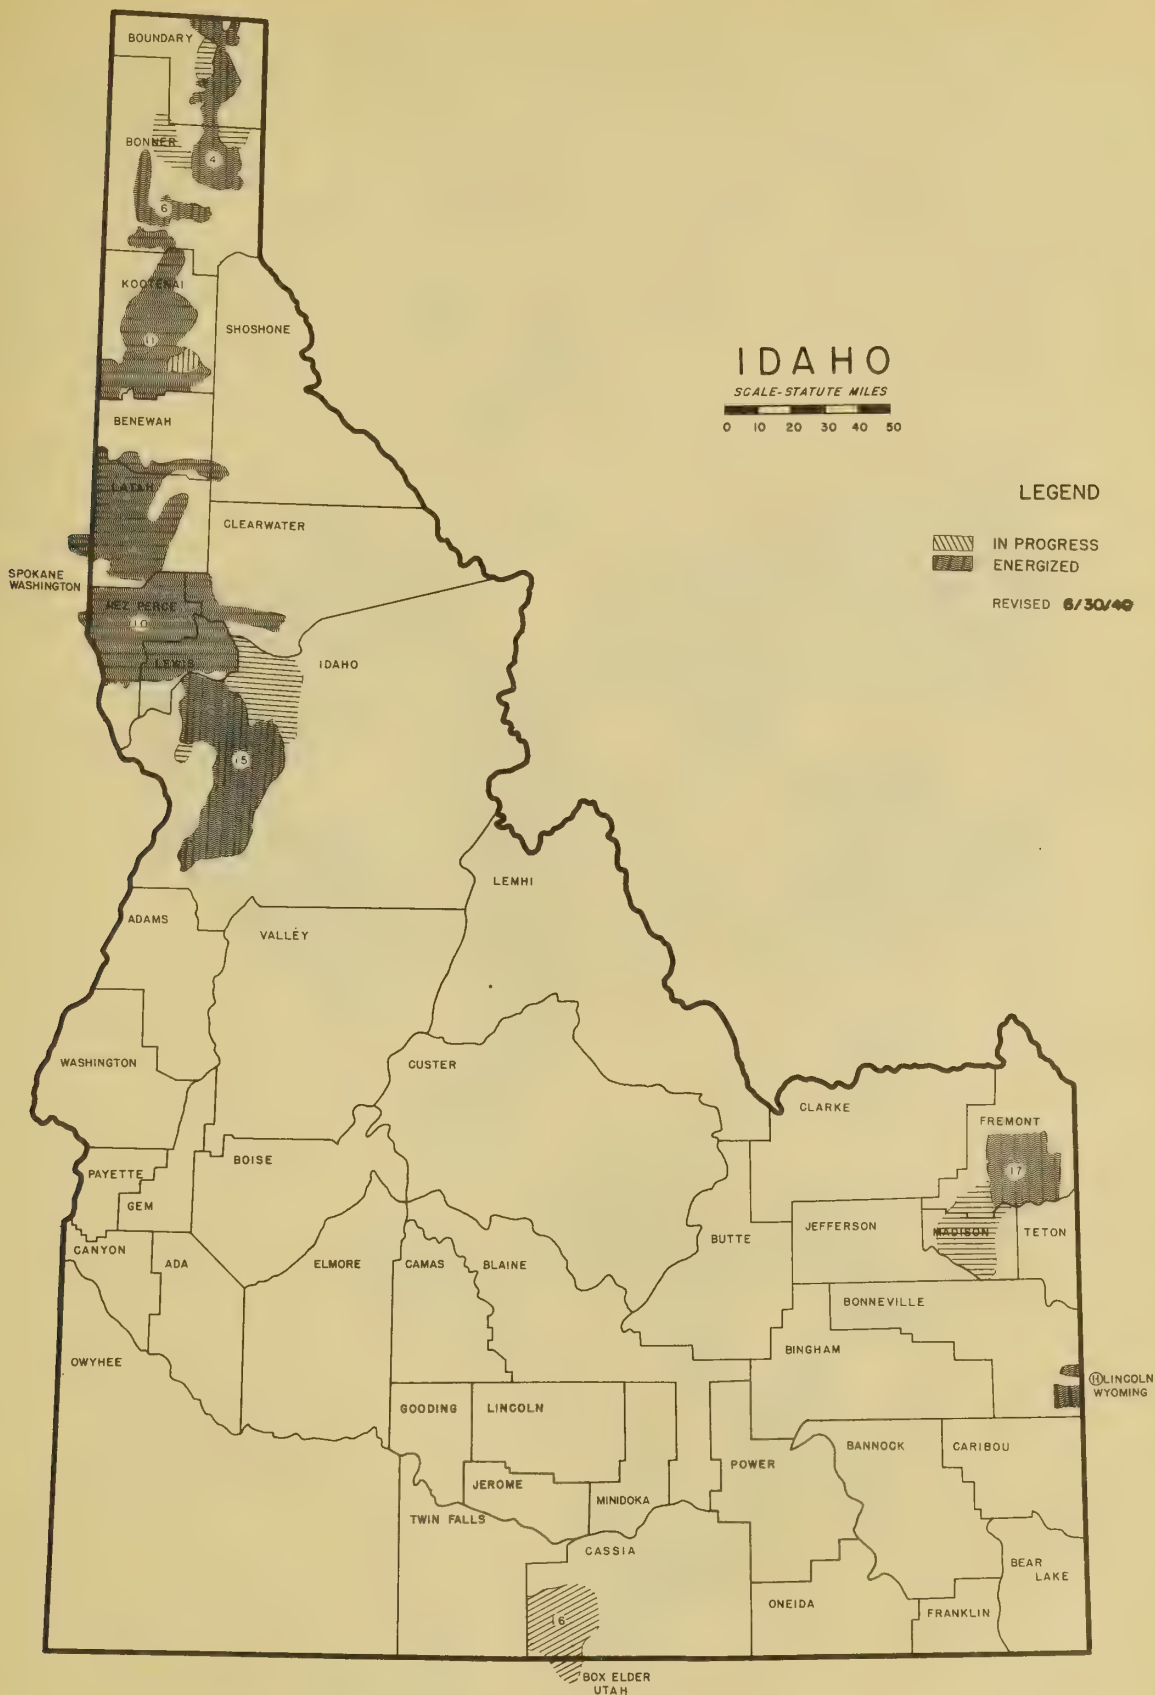 BOUNDARY
BONNER
4
6
KOOTENAI
11
SHOSHONE
IDAHO
SCALE-STATUTE MILES
0 10 20 30 40 50
BENEWAH
LATAH
LEGEND
CLEARWATER
IN PROGRESS
ENERGIZED
SPOKANE
WASHINGTON
REVISED 6/30/40
NEZ PERCE
10
LEWIS
IDAHO
15
LEMHI
ADAMS
VALLEY
WASHINGTON
CUSTER
CLARKE
FREMONT
BOISE
17
PAYETTE
GEM
JEFFERSON
MADISON
TETON
CANYON
ADA
ELMORE
CAMAS
BLAINE
BUTTE
BONNEVILLE
OWYHEE
BINGHAM
H LINCOLN
WYOMING
GOODING
LINCOLN
BANNOCK
CARIBOU
POWER
JEROME
MINIDOKA
TWIN FALLS
CASSIA
BEAR
LAKE
ONEIDA
FRANKLIN
16
BOX ELDER
UTAH